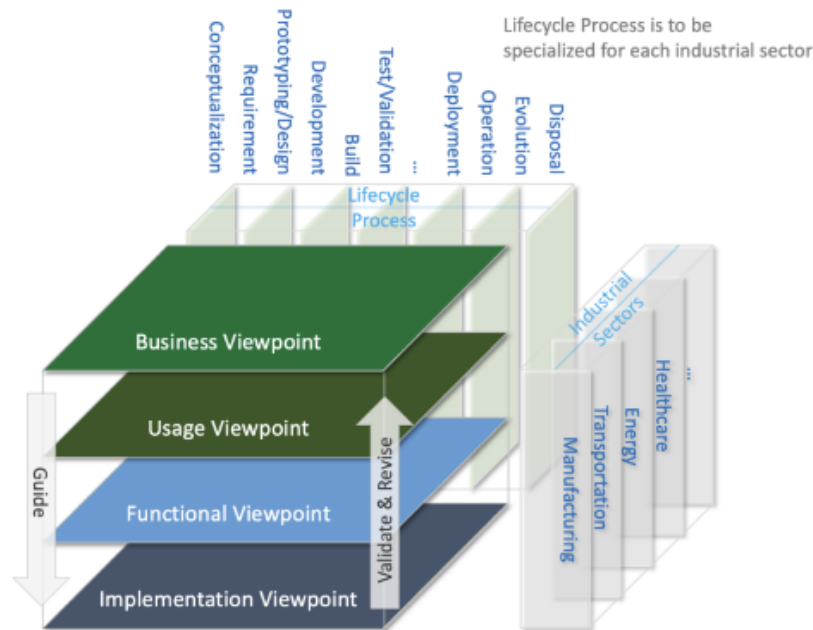 Lifecycle Process is to be
specialized for each industrial sector
Conceptualization
Requirement
Prototyping/Design
Development
Build
Test/Validation
...
Deployment
Operation
Evolution
Disposal
Lifecycle
Process
Business Viewpoint
Usage Viewpoint
Functional Viewpoint
Implementation Viewpoint
Guide
Validate & Revise
Industrial
Sectors
Manufacturing
Transportation
Energy
Healthcare
...